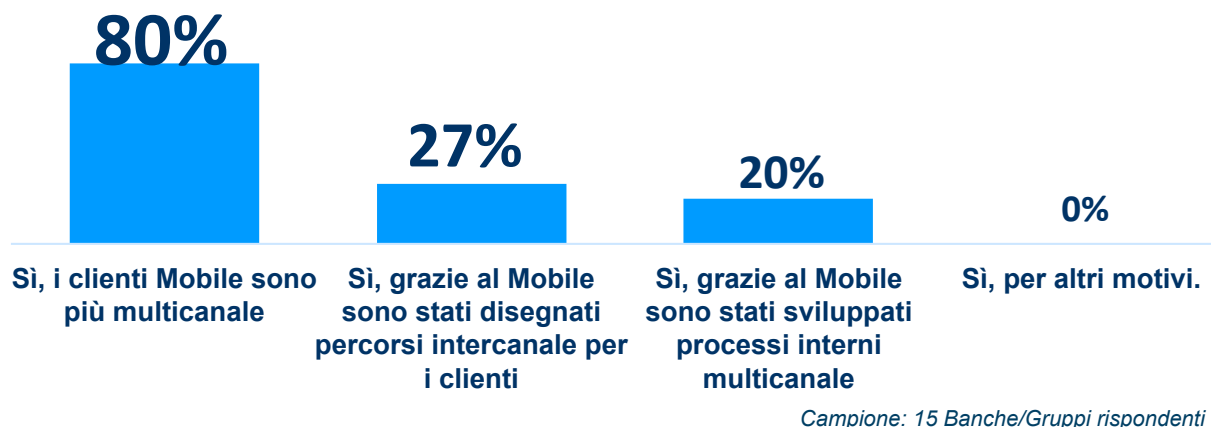 80%
27%
20%
0%
Sì, i clienti Mobile sono
più multicanale
Sì, grazie al Mobile
sono stati disegnati
percorsi intercanale per
i clienti
Sì, grazie al Mobile
sono stati sviluppati
processi interni
multicanale
Sì, per altri motivi.
Campione: 15 Banche/Gruppi rispondenti